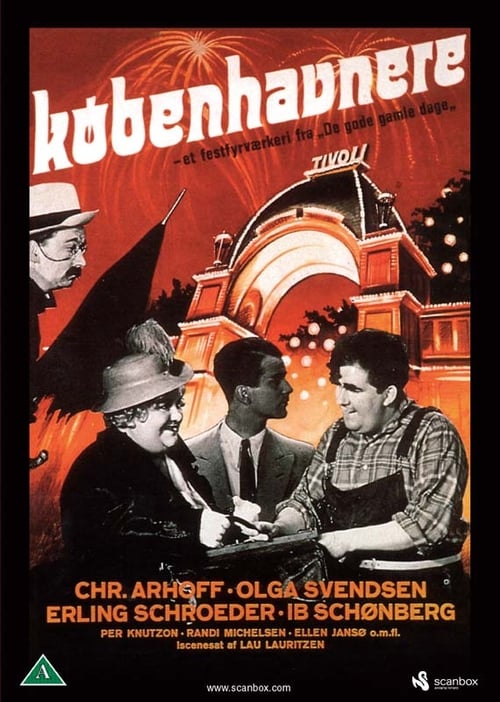 københavnere
– et festfyrværkeri fra „De gode gamle dage„
TIVOLI
CHR. ARHOFF · OLGA SVENDSEN
ERLING SCHROEDER · IB SCHØNBERG
PER KNUTZON · RANDI MICHELSEN · ELLEN JANSØ o.m.fl.
Iscenesat af LAU LAURITZEN
A
www.scanbox.com
scanbox